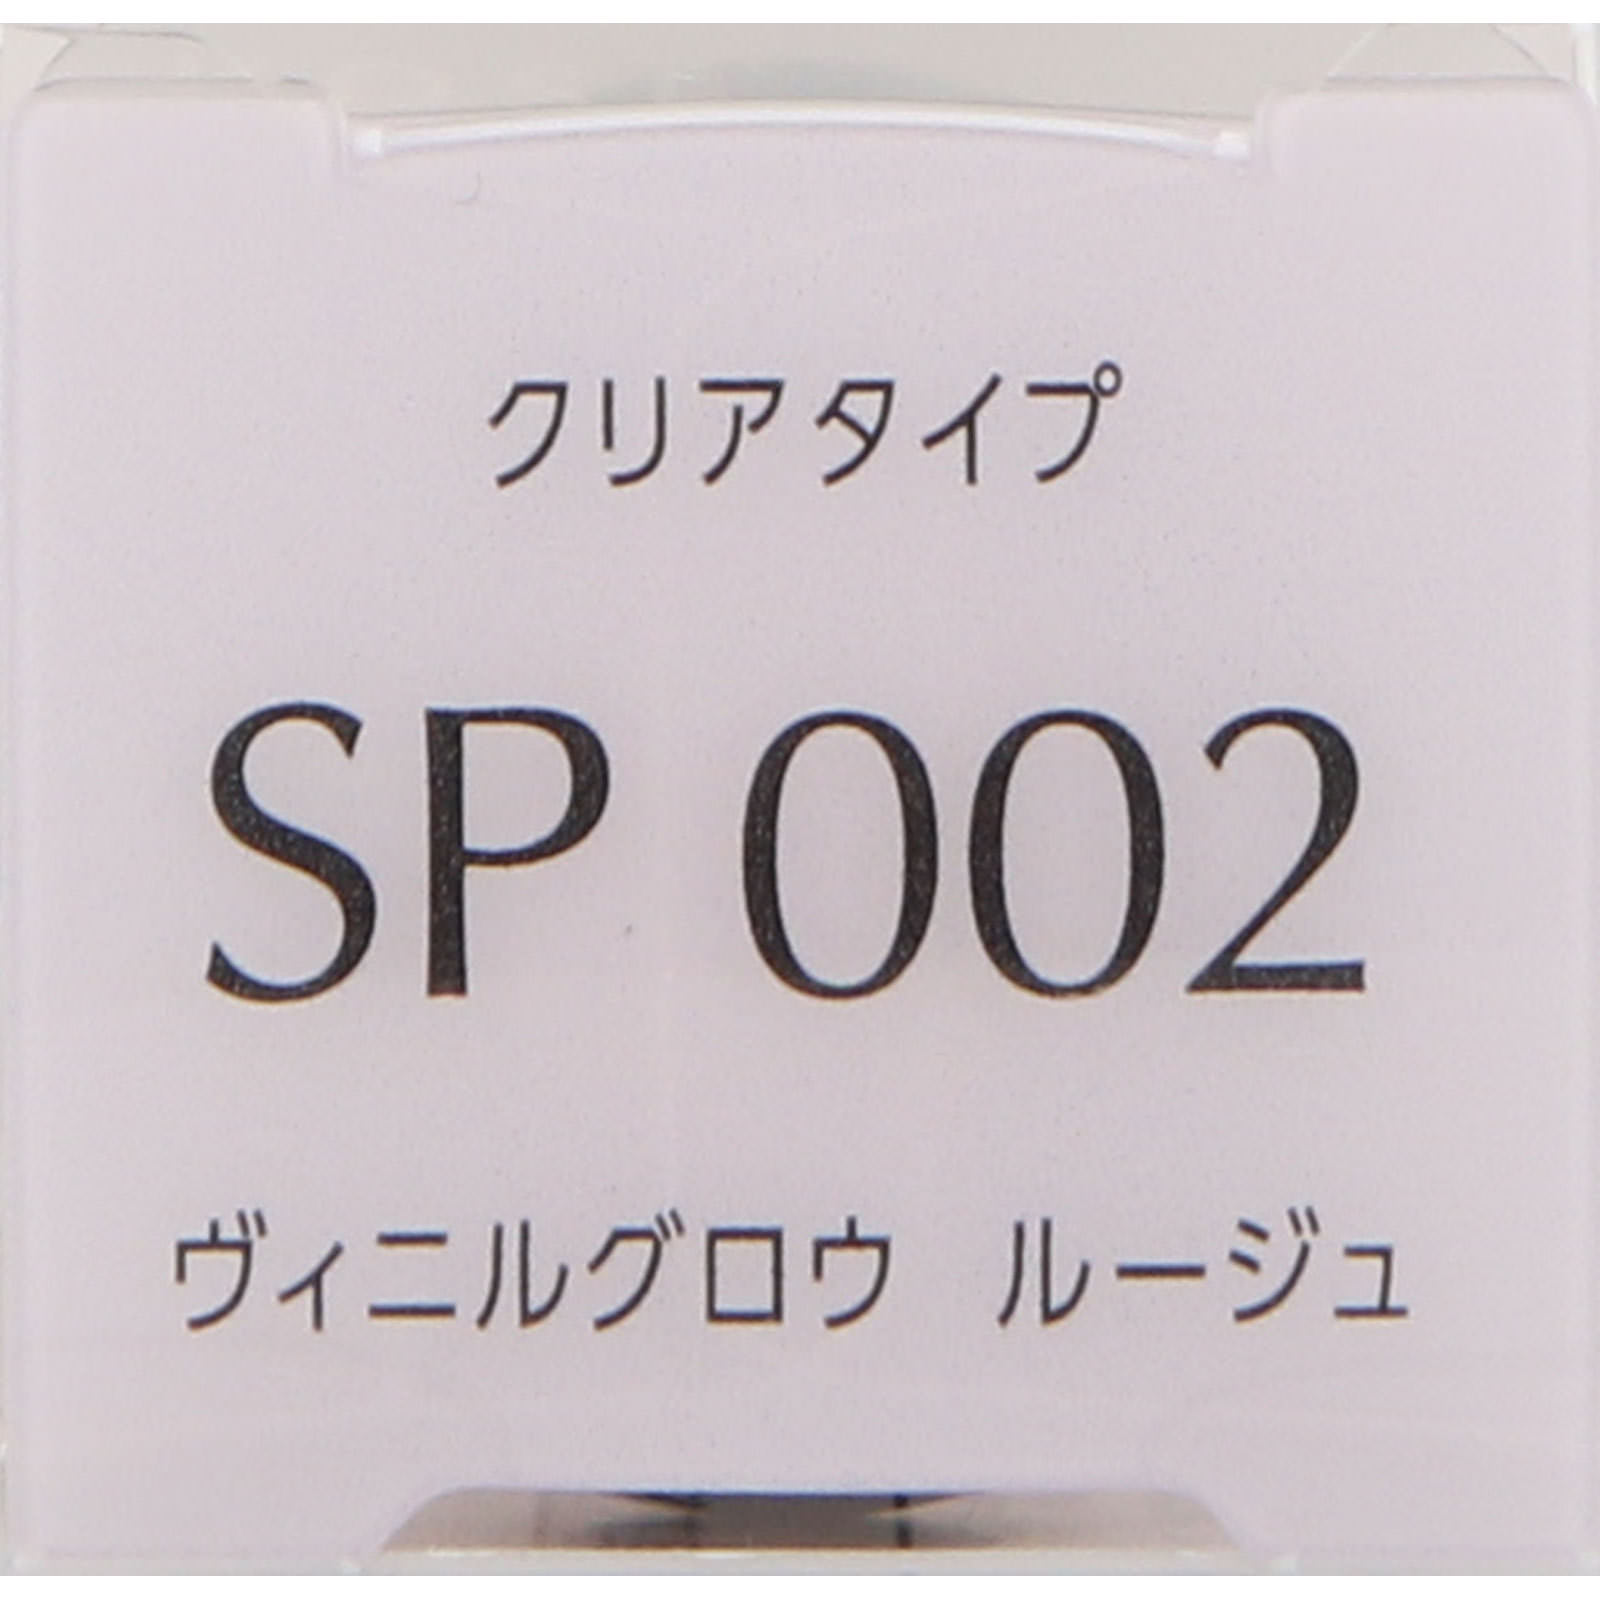 クリアタイプ
SP 002
ヴィニルグロウ ルージュ